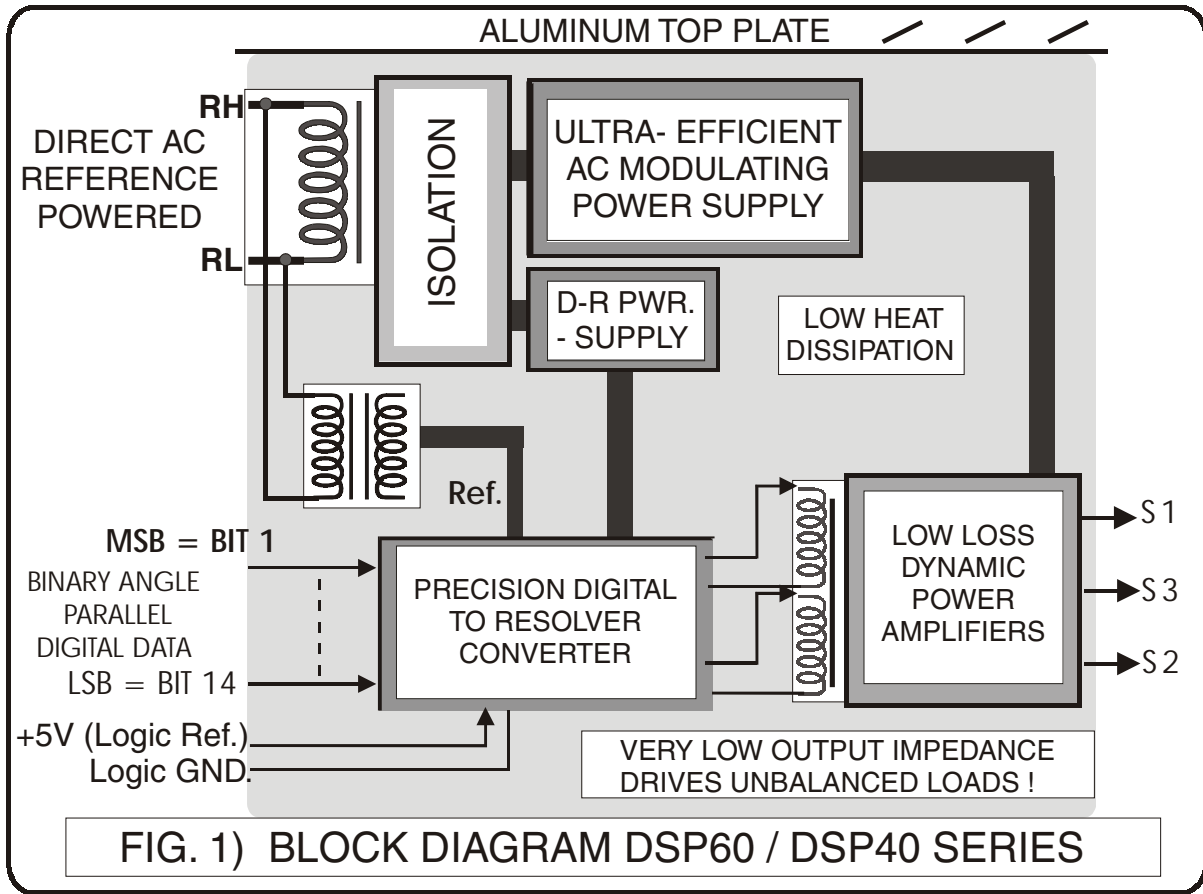 ALUMINUM TOP PLATE
RH
DIRECT AC
REFERENCE
POWERED
RL
ISOLATION
ULTRA- EFFICIENT
AC MODULATING
POWER SUPPLY
D-R PWR.
- SUPPLY
LOW HEAT
DISSIPATION
Ref.
MSB = BIT 1
BINARY ANGLE
PARALLEL
DIGITAL DATA
LSB = BIT 14
+5V (Logic Ref.)
Logic GND.
PRECISION DIGITAL
TO RESOLVER
CONVERTER
LOW LOSS
DYNAMIC
POWER
AMPLIFIERS
S1
S3
S2
VERY LOW OUTPUT IMPEDANCE
DRIVES UNBALANCED LOADS !
FIG. 1) BLOCK DIAGRAM DSP60 / DSP40 SERIES